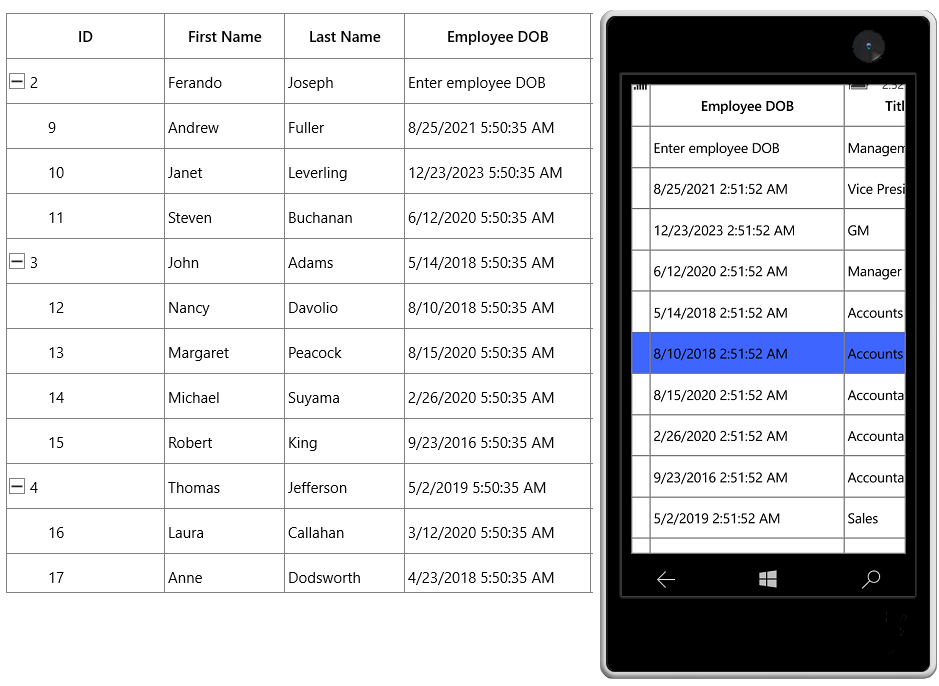 ID First Name Last Name Employee DOB
2 Ferando Joseph Enter employee DOB
9 Andrew Fuller 8/25/2021 5:50:35 AM
10 Janet Leverling 12/23/2023 5:50:35 AM
11 Steven Buchanan 6/12/2020 5:50:35 AM
3 John Adams 5/14/2018 5:50:35 AM
12 Nancy Davolio 8/10/2018 5:50:35 AM
13 Margaret Peacock 8/15/2020 5:50:35 AM
14 Michael Suyama 2/26/2020 5:50:35 AM
15 Robert King 9/23/2016 5:50:35 AM
4 Thomas Jefferson 5/2/2019 5:50:35 AM
16 Laura Callahan 3/12/2020 5:50:35 AM
17 Anne Dodsworth 4/23/2018 5:50:35 AM
2:52
Employee DOB Titl
Enter employee DOB Managem
8/25/2021 2:51:52 AM Vice Presi
12/23/2023 2:51:52 AM GM
6/12/2020 2:51:52 AM Manager
5/14/2018 2:51:52 AM Accounts
8/10/2018 2:51:52 AM Accounts
8/15/2020 2:51:52 AM Accounta
2/26/2020 2:51:52 AM Accounta
9/23/2016 2:51:52 AM Accounta
5/2/2019 2:51:52 AM Sales